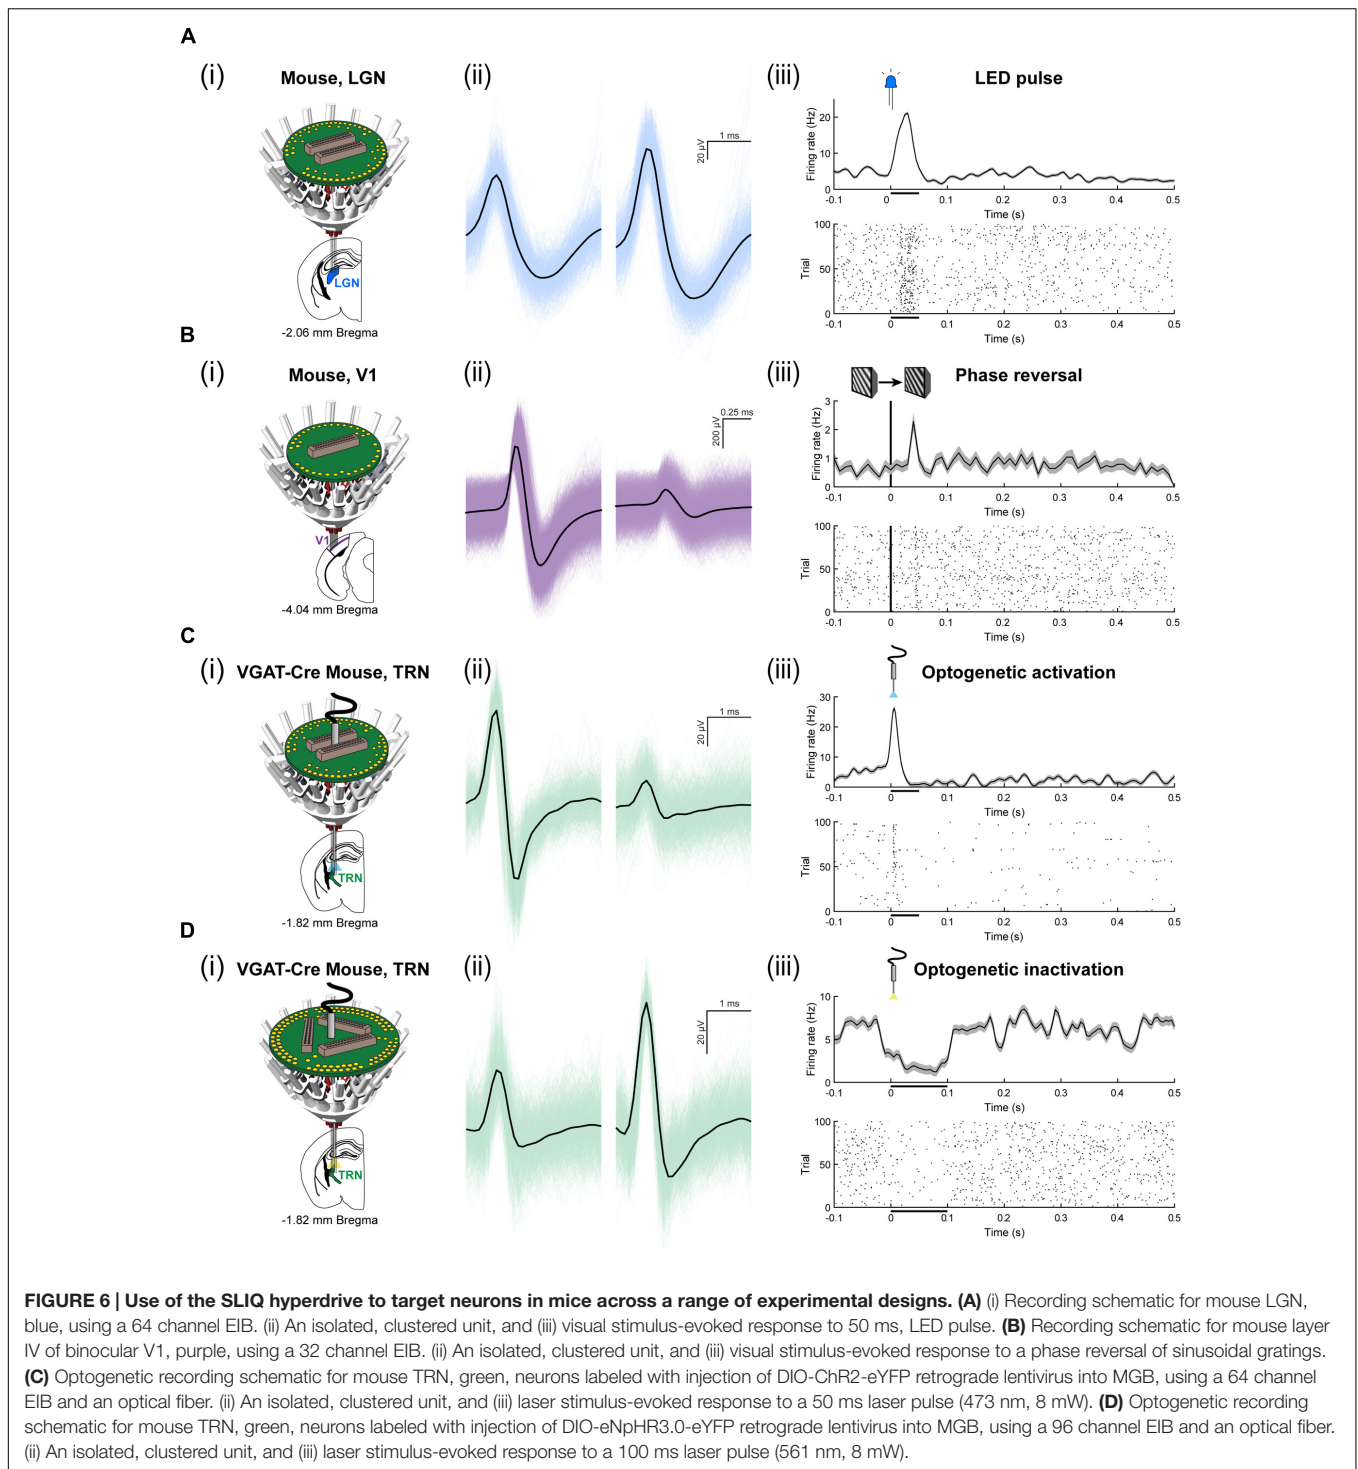 A
(i)
Mouse, LGN
LGN
-2.06 mm Bregma
(ii)
1 ms
20 µV
(iii)
LED pulse
Firing rate (Hz)
20
10
0
-0.1 0 0.1 0.2 0.3 0.4 0.5
Time (s)
Trial
100
50
0
-0.1 0 0.1 0.2 0.3 0.4 0.5
Time (s)
B
(i)
Mouse, V1
V1
-4.04 mm Bregma
(ii)
0.25 ms
200 µV
(iii)
Phase reversal
Firing rate (Hz)
3
2
1
0
-0.1 0 0.1 0.2 0.3 0.4 0.5
Time (s)
Trial
100
50
0
-0.1 0 0.1 0.2 0.3 0.4 0.5
Time (s)
C
(i)
VGAT-Cre Mouse, TRN
TRN
-1.82 mm Bregma
(ii)
1 ms
20 µV
(iii)
Optogenetic activation
Firing rate (Hz)
30
20
10
0
-0.1 0 0.1 0.2 0.3 0.4 0.5
Time (s)
Trial
100
50
0
-0.1 0 0.1 0.2 0.3 0.4 0.5
Time (s)
D
(i)
VGAT-Cre Mouse, TRN
TRN
-1.82 mm Bregma
(ii)
1 ms
20 µV
(iii)
Optogenetic inactivation
Firing rate (Hz)
10
5
0
-0.1 0 0.1 0.2 0.3 0.4 0.5
Time (s)
Trial
100
50
0
-0.1 0 0.1 0.2 0.3 0.4 0.5
Time (s)
FIGURE 6 | Use of the SLIQ hyperdrive to target neurons in mice across a range of experimental designs. (A) (i) Recording schematic for mouse LGN,
blue, using a 64 channel EIB. (ii) An isolated, clustered unit, and (iii) visual stimulus-evoked response to 50 ms, LED pulse. (B) Recording schematic for mouse layer
IV of binocular V1, purple, using a 32 channel EIB. (ii) An isolated, clustered unit, and (iii) visual stimulus-evoked response to a phase reversal of sinusoidal gratings.
(C) Optogenetic recording schematic for mouse TRN, green, neurons labeled with injection of DIO-ChR2-eYFP retrograde lentivirus into MGB, using a 64 channel
EIB and an optical fiber. (ii) An isolated, clustered unit, and (iii) laser stimulus-evoked response to a 50 ms laser pulse (473 nm, 8 mW). (D) Optogenetic recording
schematic for mouse TRN, green, neurons labeled with injection of DIO-eNpHR3.0-eYFP retrograde lentivirus into MGB, using a 96 channel EIB and an optical fiber.
(ii) An isolated, clustered unit, and (iii) laser stimulus-evoked response to a 100 ms laser pulse (561 nm, 8 mW).